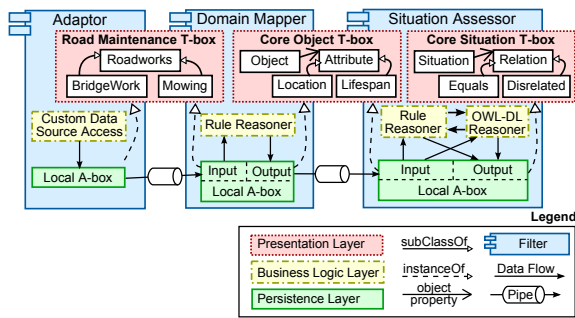 Adaptor
Domain Mapper
Situation Assessor
Road Maintenance T-box
Roadworks
BridgeWork
Mowing
Core Object T-box
Object
Attribute
Location
Lifespan
Core Situation T-box
Situation
Relation
Equals
Disrelated
Custom Data
Source Access
Local A-box
Rule Reasoner
Input
Output
Local A-box
Rule
Reasoner
OWL-DL
Reasoner
Input
Output
Local A-box
Legend
Presentation Layer
subClassOf
Filter
Business Logic Layer
instanceOf
Data Flow
Persistence Layer
object
property
Pipe